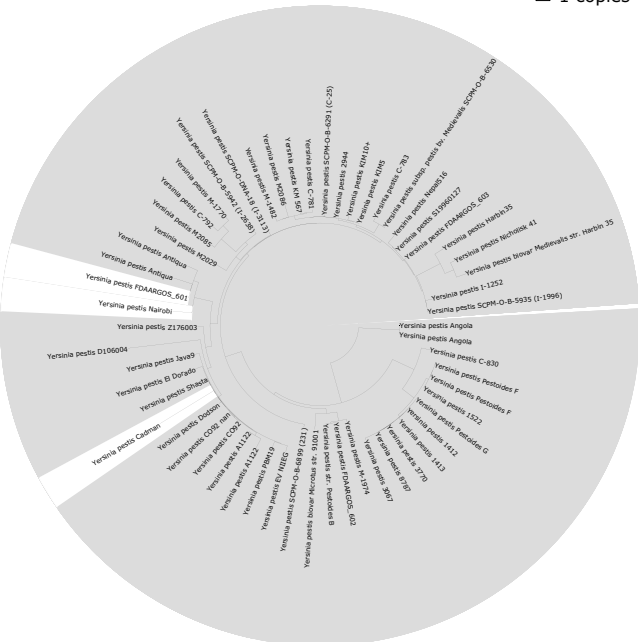 1 copies
Yersinia pestis subsp. pestis bv. Medievalis SCPM-O-B-6530
Yersinia pestis C-783
Yersinia pestis KIM5
Yersinia pestis KIM10+
Yersinia pestis 2944
Yersinia pestis SCPM-O-B-6291 (C-25)
Yersinia pestis C-781
Yersinia pestis KM 567
Yersinia pestis M2086
Yersinia pestis M-1482
Yersinia pestis SCPM-O-DNA-18 (I-3113)
Yersinia pestis SCPM-O-B-5942 (I-2638)
Yersinia pestis M-1770
Yersinia pestis C-792
Yersinia pestis M2085
Yersinia pestis M2029
Yersinia pestis Antiqua
Yersinia pestis Antiqua
Yersinia pestis FDAARGOS_601
Yersinia pestis Nairobi
Yersinia pestis Z176003
Yersinia pestis D106004
Yersinia pestis Java9
Yersinia pestis El Dorado
Yersinia pestis Shasta
Yersinia pestis Cadman
Yersinia pestis Dodson
Yersinia pestis CO92 nan
Yersinia pestis CO92
Yersinia pestis A1122
Yersinia pestis A1122
Yersinia pestis PBM19
Yersinia pestis EV NIIEG
Yersinia pestis SCPM-O-B-6899 (231)
Yersinia pestis biovar Microtus str. 91001
Yersinia pestis str. Pestoides B
Yersinia pestis FDAARGOS_602
Yersinia pestis M-1974
Yersinia pestis 3067
Yersinia pestis 8787
Yersinia pestis 3770
Yersinia pestis 1413
Yersinia pestis 1412
Yersinia pestis Pestoides G
Yersinia pestis 1522
Yersinia pestis Pestoides F
Yersinia pestis Pestoides F
Yersinia pestis C-830
Yersinia pestis Angola
Yersinia pestis Angola
Yersinia pestis SCPM-O-B-5935 (I-1996)
Yersinia pestis I-1252
Yersinia pestis biovar Medievalis str. Harbin 35
Yersinia pestis Nicholisk 41
Yersinia pestis Harbin35
Yersinia pestis FDAARGOS_603
Yersinia pestis S19960127
Yersinia pestis Nepal516